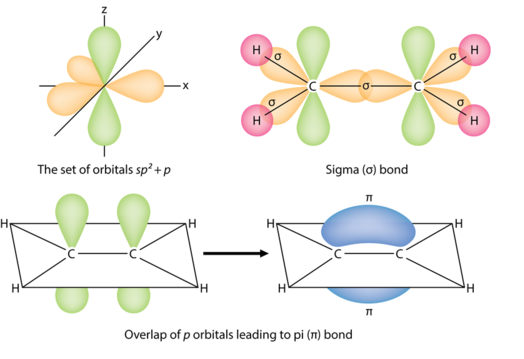 z
y
x
The set of orbitals sp² + p
H σ σ H
C σ C
H σ σ H
Sigma (σ) bond
H H
C C
H H
π
H H
C C
H H
π
Overlap of p orbitals leading to pi (π) bond